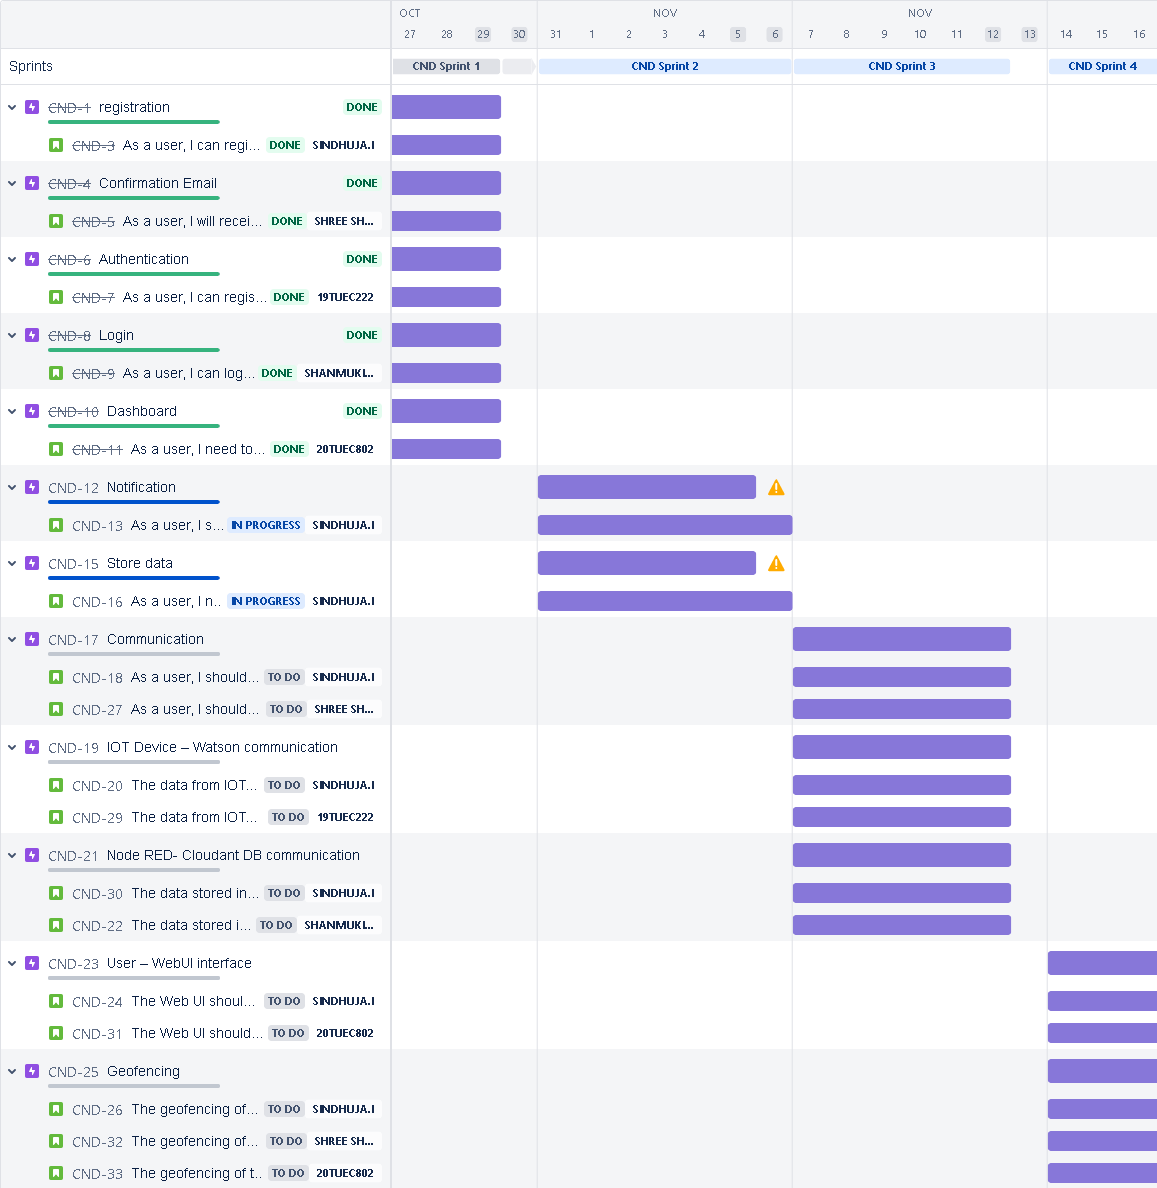 OCT NOV NOV
27 28 29 30 31 1 2 3 4 5 6 7 8 9 10 11 12 13 14 15 16
Sprints CND Sprint 1 CND Sprint 2 CND Sprint 3 CND Sprint 4
CND-1 registration DONE
CND-3 As a user, I can regi... DONE SINDHUJA.I
CND-4 Confirmation Email DONE
CND-5 As a user, I will recei... DONE SHREE SH...
CND-6 Authentication DONE
CND-7 As a user, I can regis... DONE 19TUEC222
CND-8 Login DONE
CND-9 As a user, I can log... DONE SHANMUKI...
CND-10 Dashboard DONE
CND-11 As a user, I need to... DONE 20TUEC802
CND-12 Notification
CND-13 As a user, I s... IN PROGRESS SINDHUJA.I
CND-15 Store data
CND-16 As a user, I n.. IN PROGRESS SINDHUJA.I
CND-17 Communication
CND-18 As a user, I should... TO DO SINDHUJA.I
CND-27 As a user, I should... TO DO SHREE SH...
CND-19 IOT Device – Watson communication
CND-20 The data from IOT... TO DO SINDHUJA.I
CND-29 The data from IOT... TO DO 19TUEC222
CND-21 Node RED- Cloudant DB communication
CND-30 The data stored in... TO DO SINDHUJA.I
CND-22 The data stored i... TO DO SHANMUKI...
CND-23 User – WebUI interface
CND-24 The Web UI shoul... TO DO SINDHUJA.I
CND-31 The Web UI should... TO DO 20TUEC802
CND-25 Geofencing
CND-26 The geofencing of... TO DO SINDHUJA.I
CND-32 The geofencing of... TO DO SHREE SH...
CND-33 The geofencing of t.. TO DO 20TUEC802